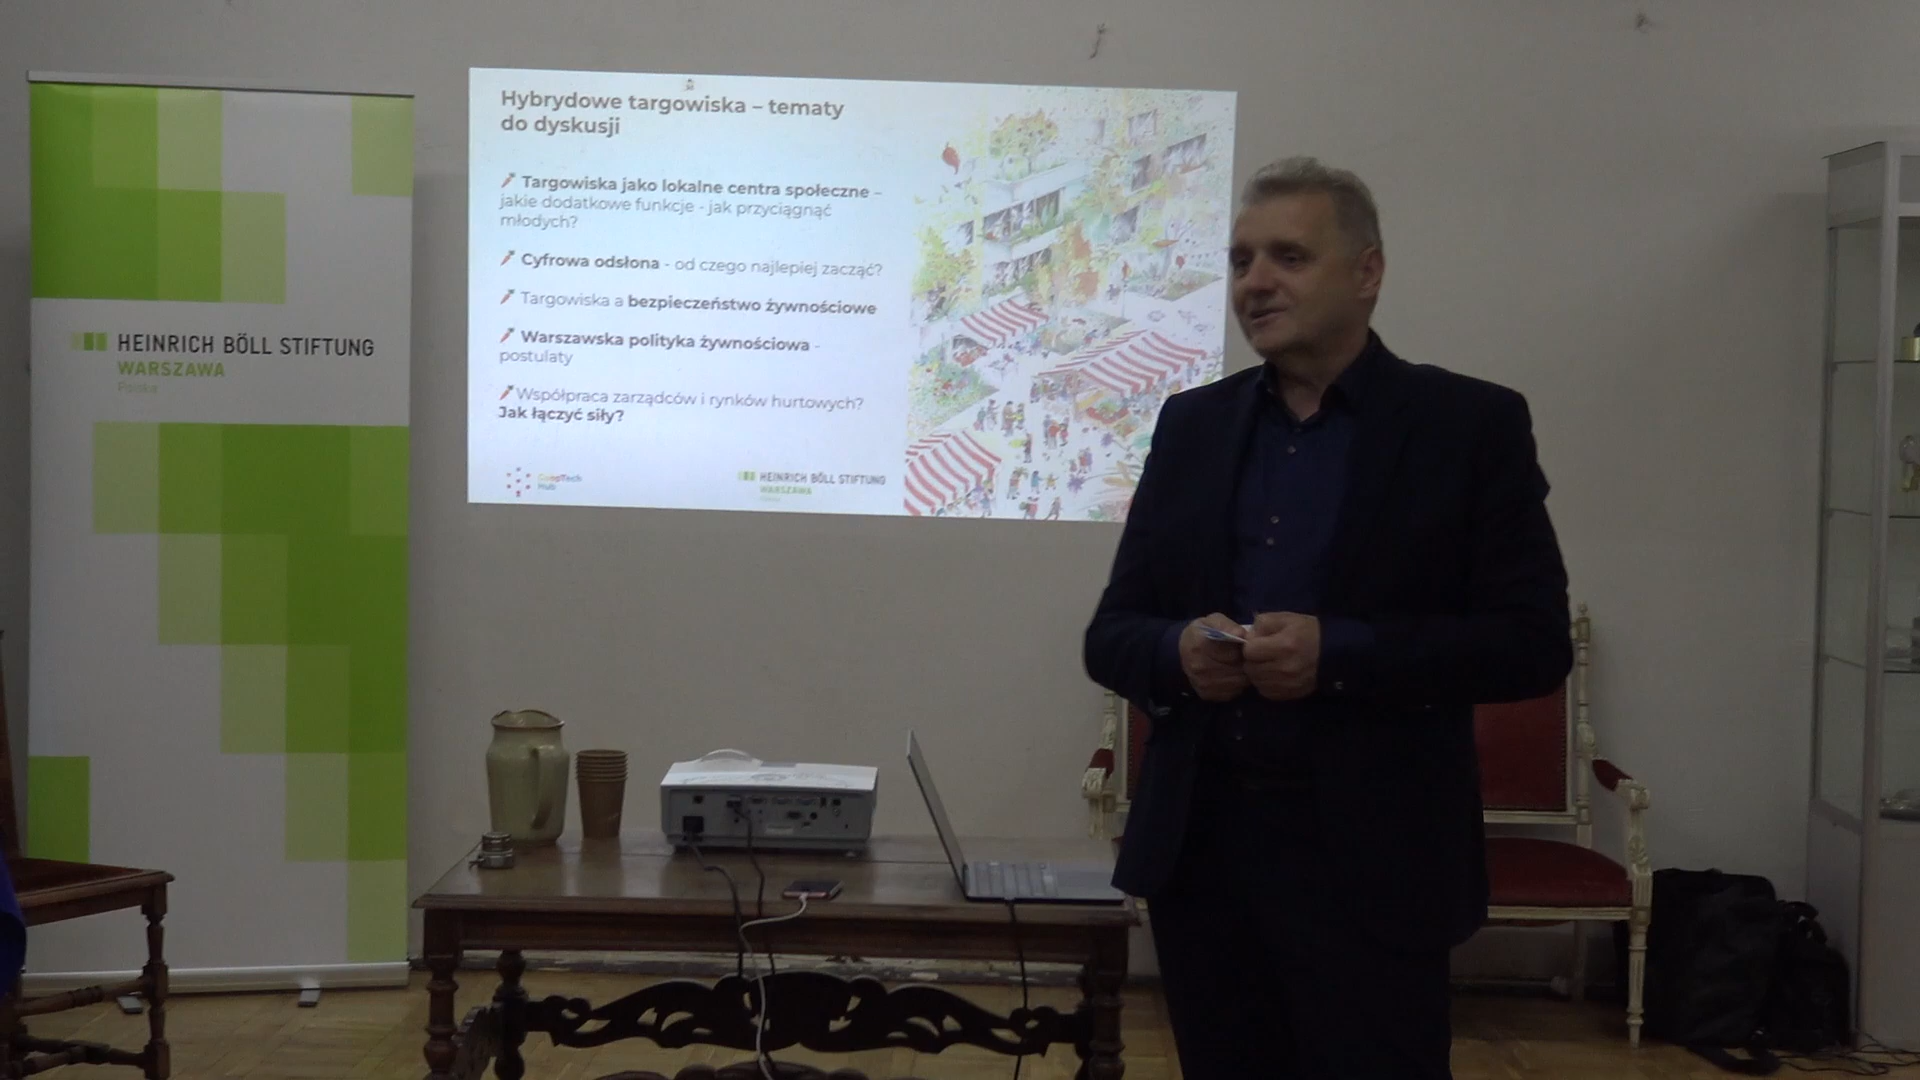 HEINRICH BÖLL STIFTUNG
WARSZAWA
Polska
Hybrydowe targowiska – tematy
do dyskusji
Targowiska jako lokalne centra społeczne –
jakie dodatkowe funkcje - jak przyciągnąć
młodych?
Cyfrowa odsłona - od czego najlepiej zacząć?
Targowiska a bezpieczeństwo żywnościowe
Warszawska polityka żywnościowa -
postulaty
Współpraca zarządców i rynków hurtowych?
Jak łączyć siły?
CoopTech
Hub
HEINRICH BÖLL STIFTUNG
WARSZAWA